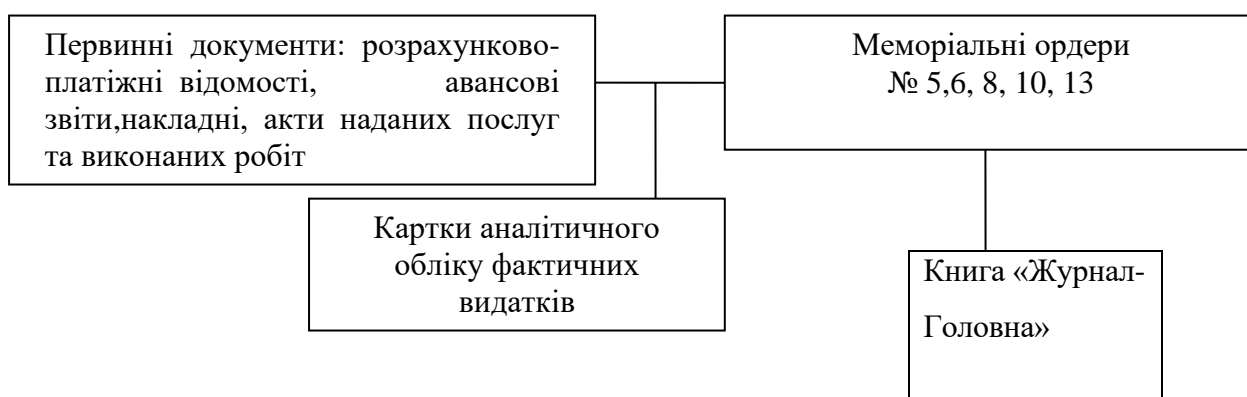 Первинні документи: розрахунково-
платіжні відомості, авансові
звіти,накладні, акти наданих послуг
та виконаних робіт
Меморіальні ордери
№ 5,6, 8, 10, 13
Картки аналітичного
обліку фактичних
видатків
Книга «Журнал-
Головна»